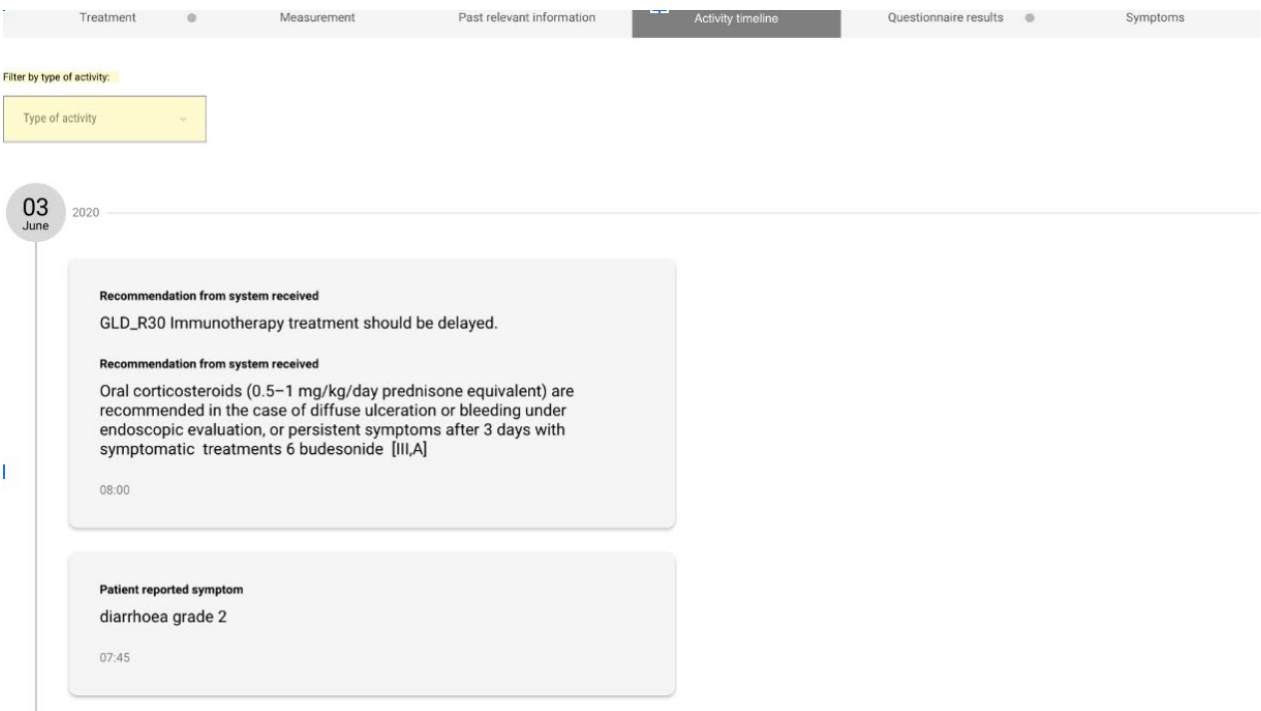 Treatment Measurement Past relevant information Activity timeline Questionnaire results Symptoms
Filter by type of activity:
Type of activity
03
June
2020
Recommendation from system received
GLD_R30 Immunotherapy treatment should be delayed.
Recommendation from system received
Oral corticosteroids (0.5–1 mg/kg/day prednisone equivalent) are
recommended in the case of diffuse ulceration or bleeding under
endoscopic evaluation, or persistent symptoms after 3 days with
symptomatic treatments 6 budesonide [III,A]
08:00
Patient reported symptom
diarrhoea grade 2
07:45